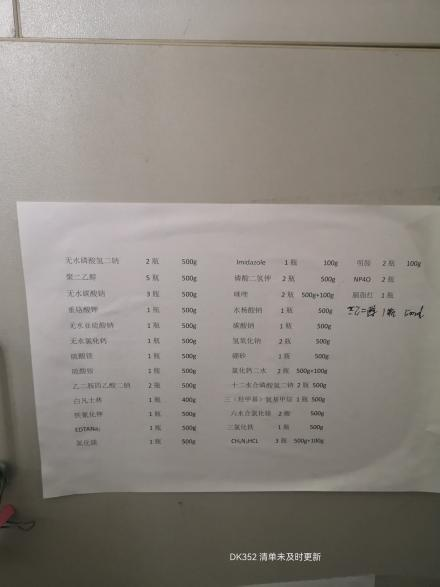 无水磷酸氢二钠 2 瓶 500g
聚二乙醇 5 瓶 500g
无水碳酸钠 3 瓶 500g
重铬酸钾 1 瓶 500g
无水亚硫酸钠 1 瓶 500g
无水氯化钙 1 瓶 500g
硫酸镁 1 瓶 500g
硫酸铵 1 瓶 500g
乙二胺四乙酸二钠 2 瓶 500g
白凡士林 1 瓶 400g
铁氰化钾 1 瓶 500g
EDTANa₂ 1 瓶 500g
氯化镁 1 瓶 500g
Imidazole 1 瓶 100g
磷酸二氢钾 2 瓶 500g
咪唑 2 瓶 500g+100g
水杨酸钠 1 瓶 500g
碳酸钠 1 瓶 500g
氢氧化钠 2 瓶 500g
硼砂 1 瓶 500g
氯化钙二水 2 瓶 500g+100g
十二水合磷酸氢二钠 2 瓶 500g
三（羟甲基）氨基甲烷 1 瓶 500g
六水合氯化镁 2 瓶 500g
三氯化铁 1 瓶 500g
CH₆N₄HCL 3 瓶 500g+100g
2 瓶 100g
NP40 2 瓶
胭脂红 1 瓶
1 瓶 500ml
DK352 清单未及时更新